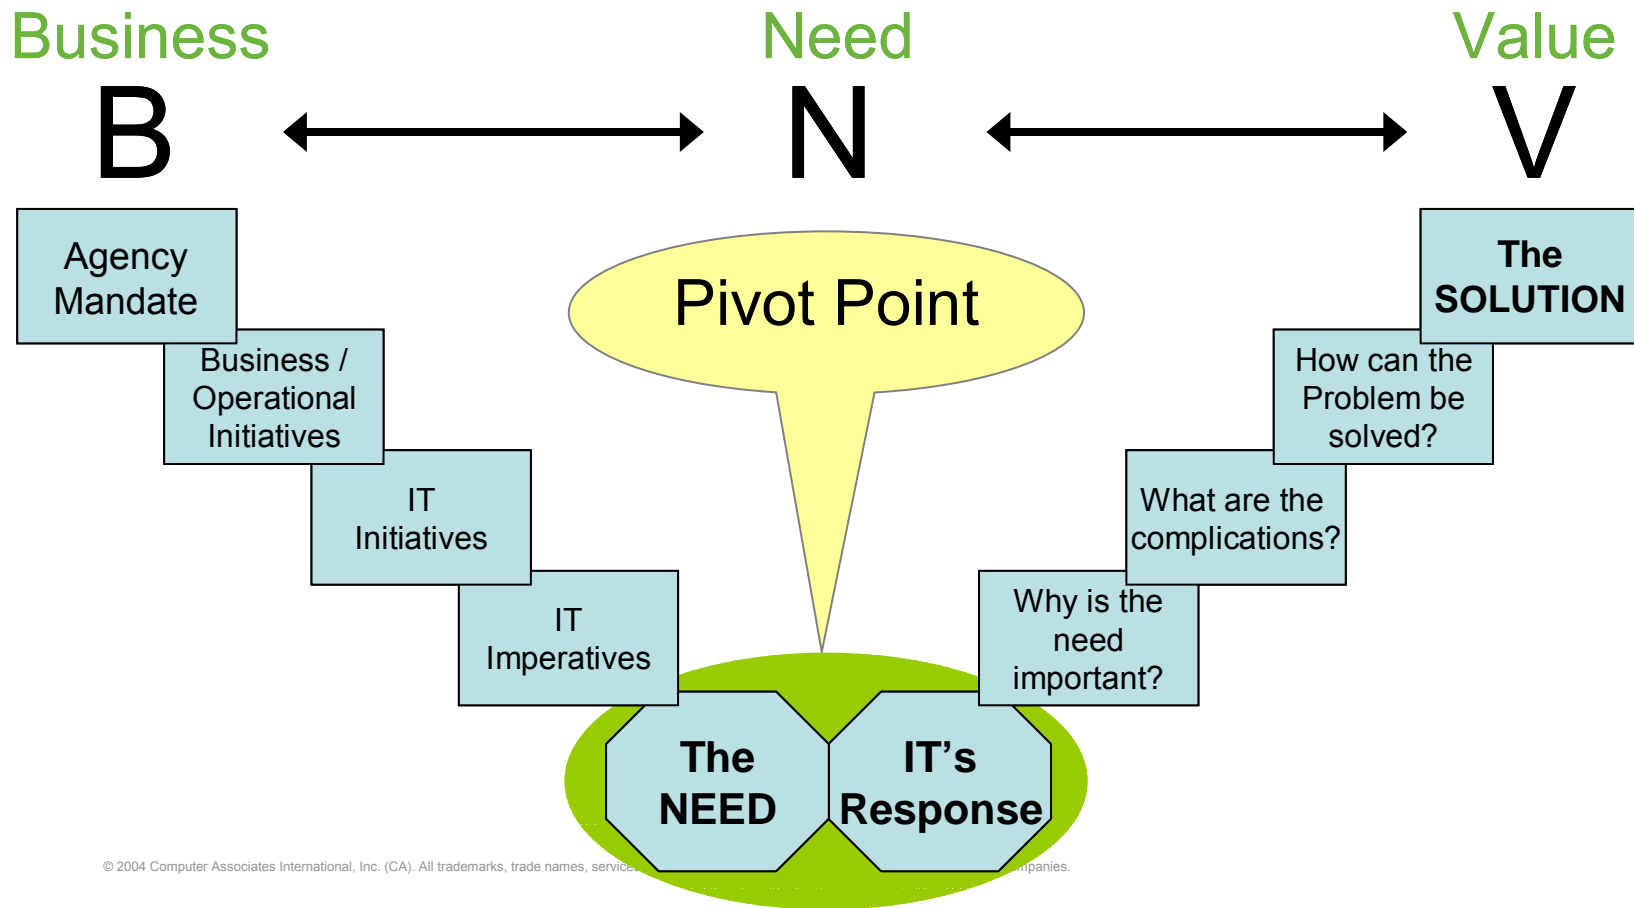 Business
Need
Value
B
N
V
Agency
Mandate
Business /
Operational
Initiatives
IT
Initiatives
IT
Imperatives
Pivot Point
The
NEED
IT's
Response
Why is the
need
important?
What are the
complications?
How can the
Problem be
solved?
The
SOLUTION
© 2004 Computer Associates International, Inc. (CA). All trademarks, trade names, service